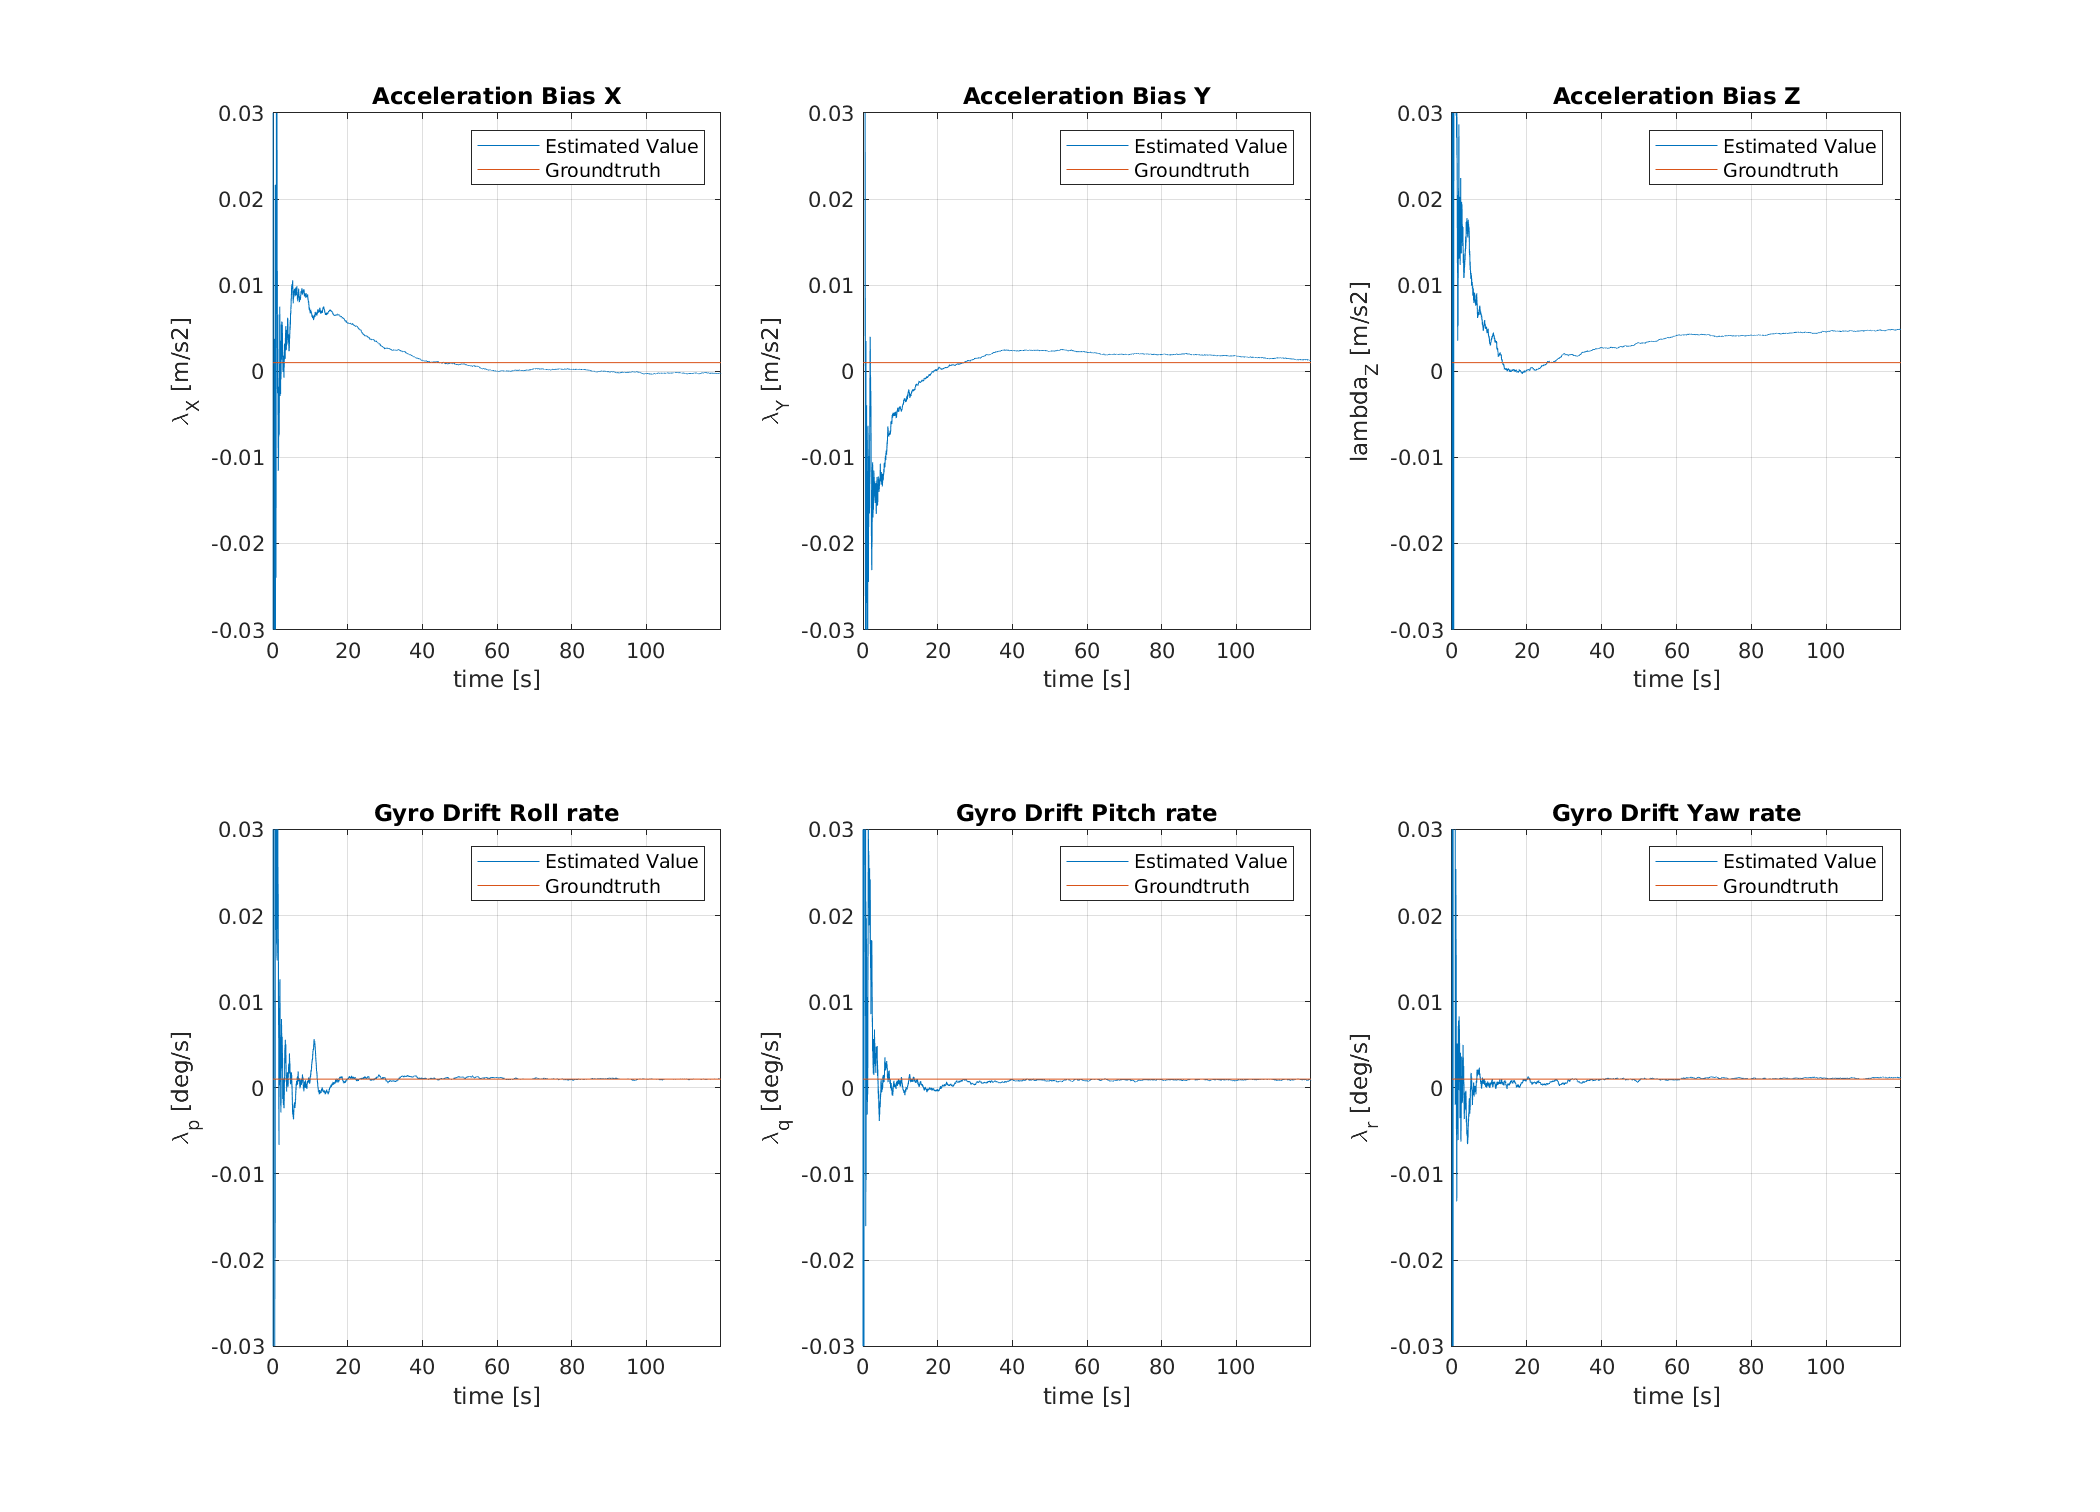 Acceleration Bias X
Acceleration Bias Y
Acceleration Bias Z
0.03
0.02
0.01
0
-0.01
-0.02
-0.03
λX [m/s2]
Estimated Value
Groundtruth
0 20 40 60 80 100
time [s]
0.03
0.02
0.01
0
-0.01
-0.02
-0.03
λY [m/s2]
Estimated Value
Groundtruth
0 20 40 60 80 100
time [s]
0.03
0.02
0.01
0
-0.01
-0.02
-0.03
lambdaZ [m/s2]
Estimated Value
Groundtruth
0 20 40 60 80 100
time [s]
Gyro Drift Roll rate
Gyro Drift Pitch rate
Gyro Drift Yaw rate
0.03
0.02
0.01
0
-0.01
-0.02
-0.03
λp [deg/s]
Estimated Value
Groundtruth
0 20 40 60 80 100
time [s]
0.03
0.02
0.01
0
-0.01
-0.02
-0.03
λq [deg/s]
Estimated Value
Groundtruth
0 20 40 60 80 100
time [s]
0.03
0.02
0.01
0
-0.01
-0.02
-0.03
λr [deg/s]
Estimated Value
Groundtruth
0 20 40 60 80 100
time [s]